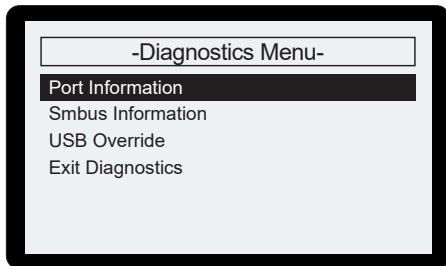 -Diagnostics Menu-
Port Information
Smbus Information
USB Override
Exit Diagnostics